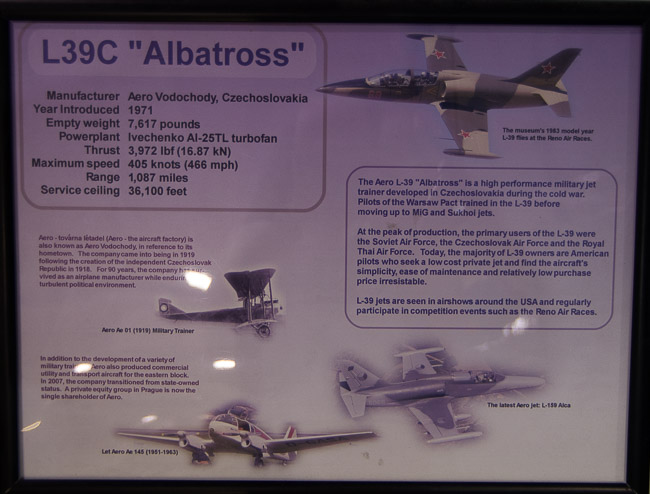 L39C "Albatross"
Manufacturer Aero Vodochody, Czechoslovakia
Year introduced 1971
Empty weight 7,617 pounds
Powerplant Ivechenko AI-25TL turbofan
Thrust 3,972 lbf (16.87 kN)
Maximum speed 405 knots (466 mph)
Range 1,087 miles
Service ceiling 36,100 feet
The museum's 1983 model year
L-39 flies at the Reno Air Races.
The Aero L-39 "Albatross" is a high performance military jet
trainer developed in Czechoslovakia during the cold war.
Pilots of the Warsaw Pact trained in the L-39 before
moving up to MiG and Sukhoi jets.
At the peak of production, the primary users of the L-39 were
the Soviet Air Force, the Czechoslovak Air Force and the Royal
Thai Air Force. Today, the majority of L-39 owners are American
pilots who seek a low cost private jet and find the aircraft's
simplicity, ease of maintenance and relatively low purchase
price irresistable.
L-39 jets are seen in airshows around the USA and regularly
participate in competition events such as the Reno Air Races.
Aero - továrna létadel (Aero - the aircraft factory) is
also known as Aero Vodochody, in reference to its
hometown. The company came into being in 1919
following the creation of the independent Czechoslovak
Republic in 1918. For 90 years, the company has sur-
vived as an airplane manufacturer while enduring
turbulent political environment.
Aero Ae 01 (1919) Military Trainer
In addition to the development of a variety of
military Aero also produced commercial
utility and transport aircraft for the eastern block.
In 2007, the company transitioned from state-owned
status. A private equity group in Prague is now the
single shareholder of Aero.
Let Aero Ae 145 (1951-1963)
The latest Aero jet: L-159 Alca